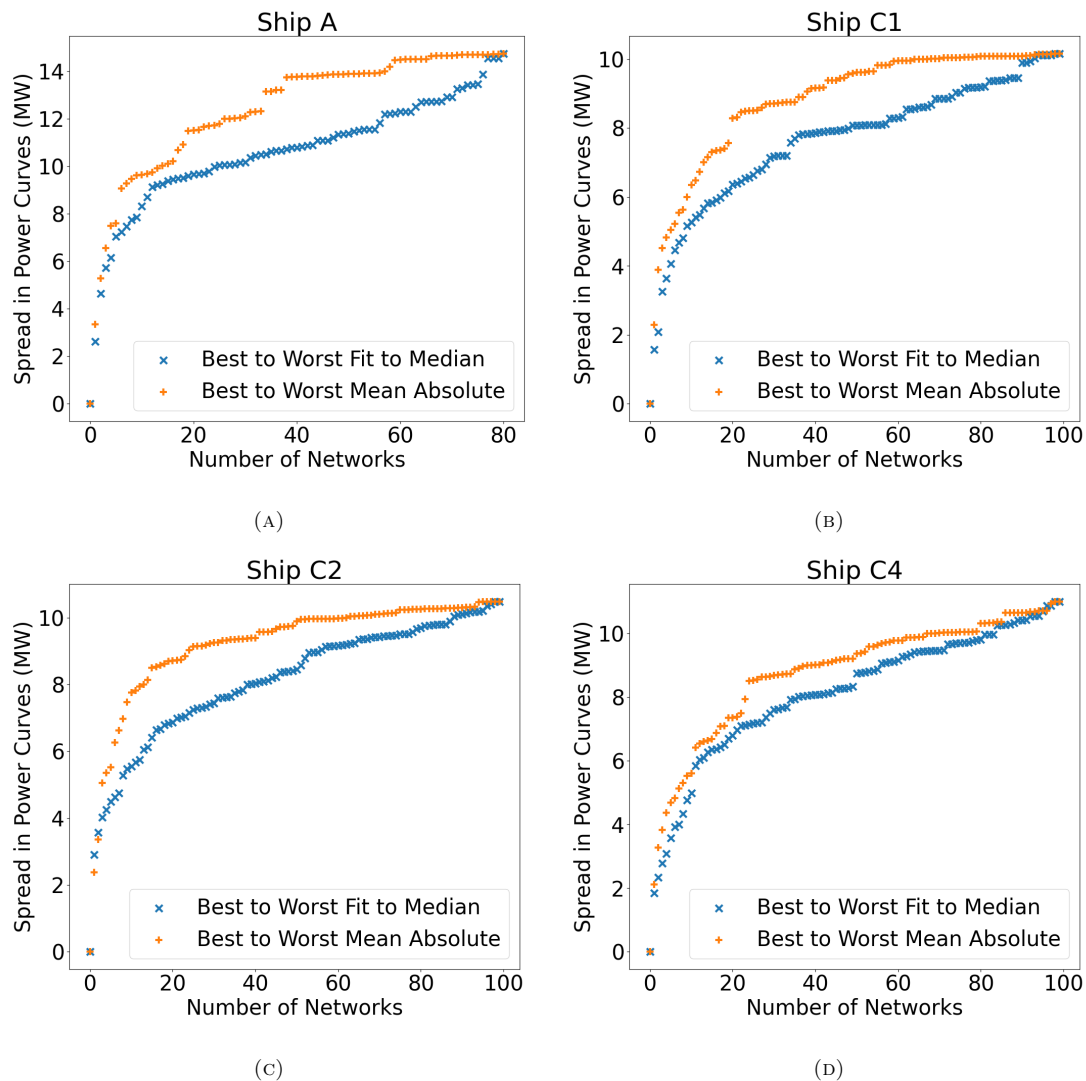 Ship A
Spread in Power Curves (MW)
14
12
10
8
6
4
2
0
Best to Worst Fit to Median
Best to Worst Mean Absolute
0 20 40 60 80
Number of Networks
(A)
Ship C1
Spread in Power Curves (MW)
10
8
6
4
2
0
Best to Worst Fit to Median
Best to Worst Mean Absolute
0 20 40 60 80 100
Number of Networks
(B)
Ship C2
Spread in Power Curves (MW)
10
8
6
4
2
0
Best to Worst Fit to Median
Best to Worst Mean Absolute
0 20 40 60 80 100
Number of Networks
(C)
Ship C4
Spread in Power Curves (MW)
10
8
6
4
2
0
Best to Worst Fit to Median
Best to Worst Mean Absolute
0 20 40 60 80 100
Number of Networks
(D)